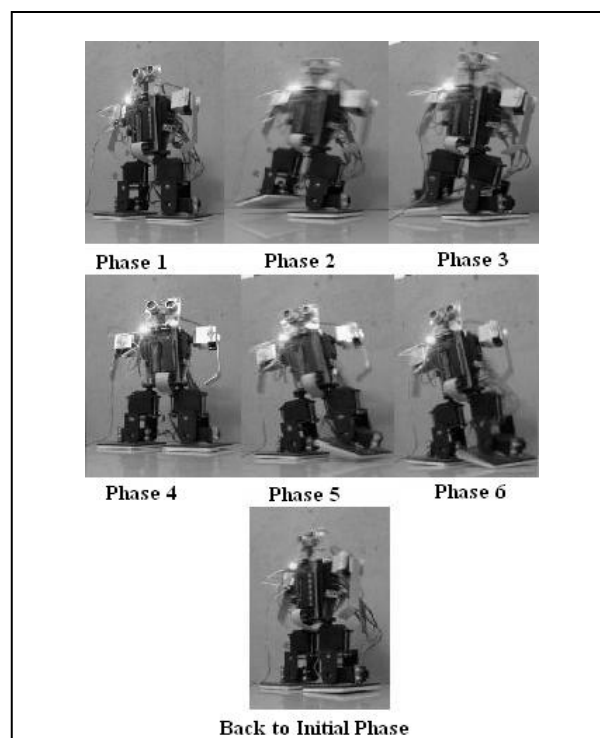 Phase 1
Phase 2
Phase 3
Phase 4
Phase 5
Phase 6
Back to Initial Phase